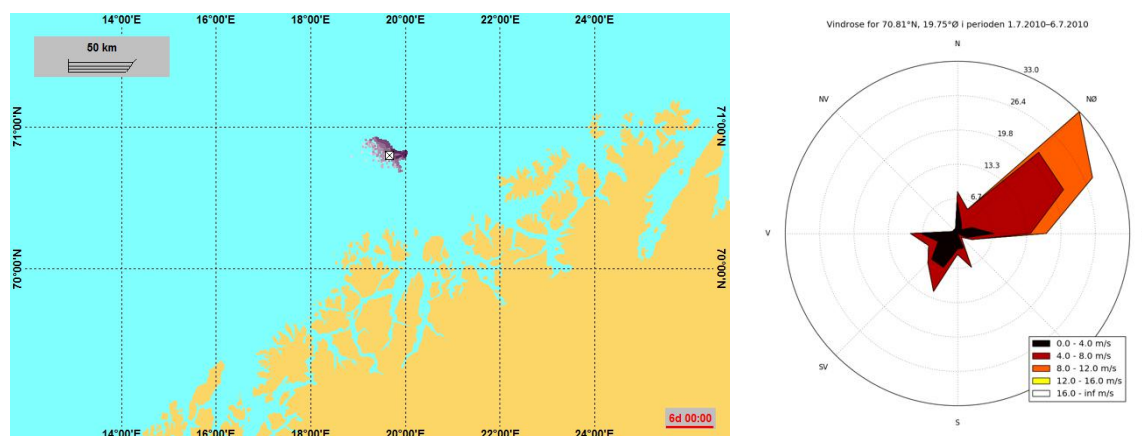 14°00'E 16°00'E 18°00'E 20°00'E 22°00'E 24°00'E
50 km
71°00'N 71°00'N
70°00'N 70°00'N
6d 00:00
14°00'E 16°00'E 18°00'E 20°00'E 22°00'E 24°00'E
Vindrose for 70.81°N, 19.75°Ø i perioden 1.7.2010–6.7.2010
N
33.0
NV
26.4
NØ
19.8
13.3
6.7
V
SV
S
0.0 - 4.0 m/s
4.0 - 8.0 m/s
8.0 - 12.0 m/s
12.0 - 16.0 m/s
16.0 - inf m/s